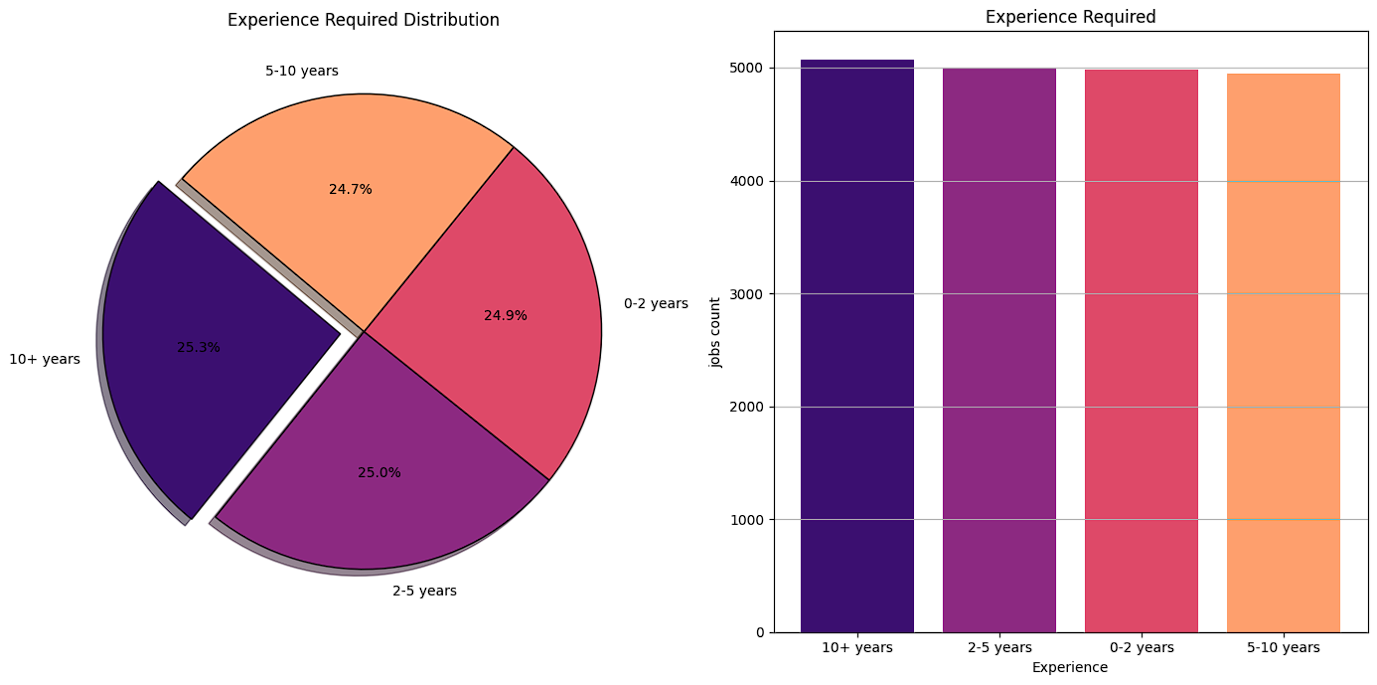 Experience Required Distribution
5-10 years
24.7%
0-2 years
24.9%
25.3%
10+ years
25.0%
2-5 years
Experience Required
5000
4000
3000
2000
1000
0
jobs count
10+ years
2-5 years
0-2 years
5-10 years
Experience